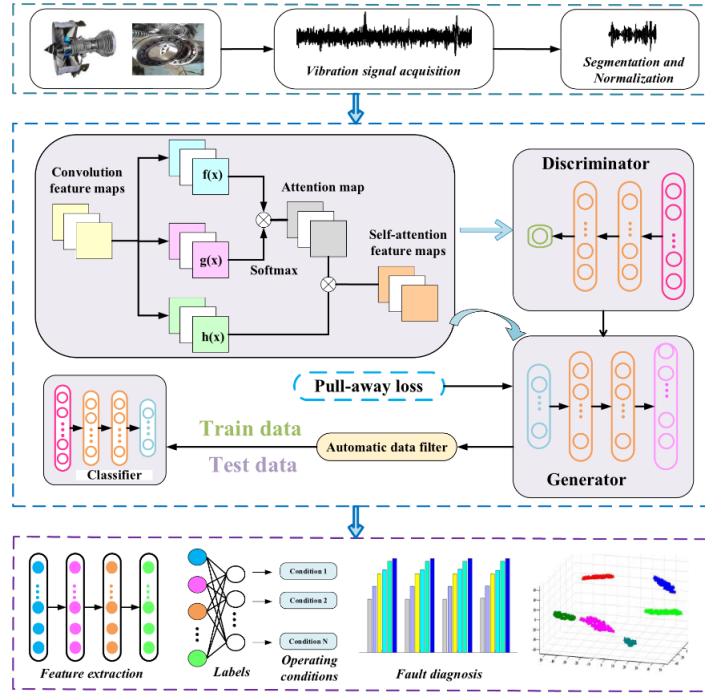 Vibration signal acquisition
Segmentation and
Normalization
Convolution
feature maps
f(x)
g(x)
h(x)
Softmax
Attention map
Self-attention
feature maps
Discriminator
Pull-away loss
Generator
Automatic data filter
Train data
Test data
Classifier
Feature extraction
Labels
Condition 1
Condition 2
Condition N
Operating
conditions
Fault diagnosis